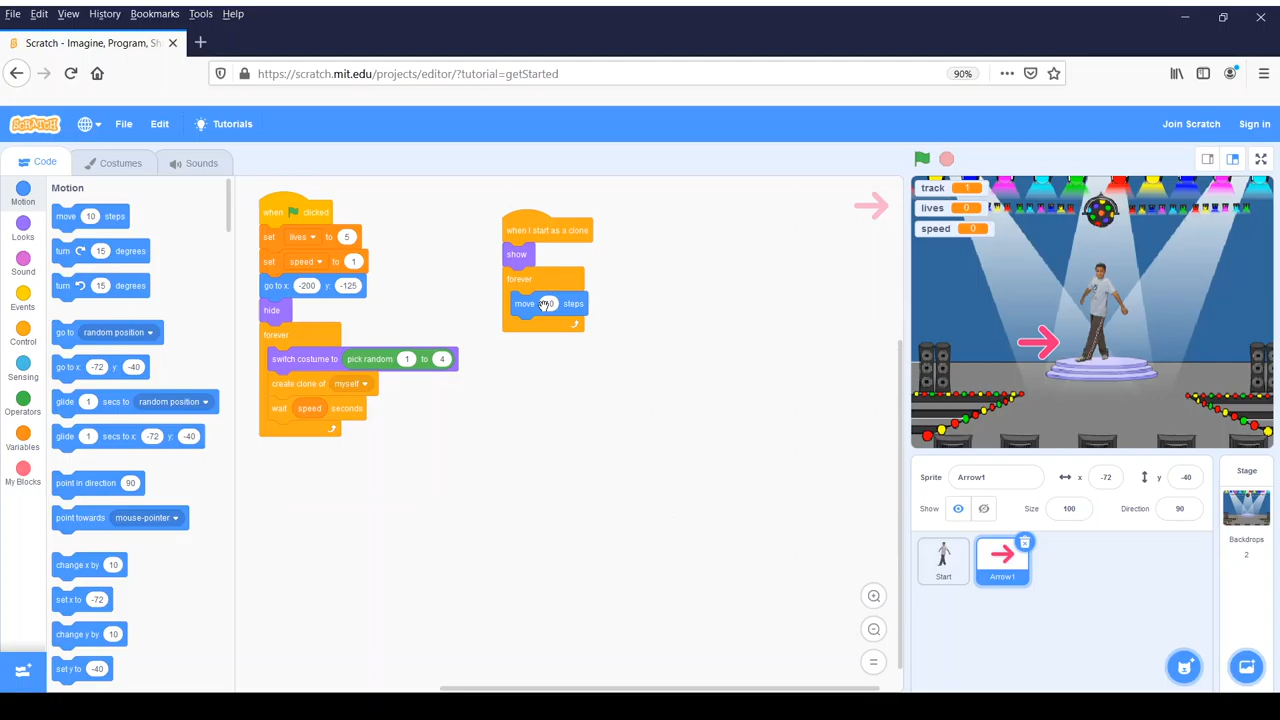 File Edit View History Bookmarks Tools Help
Scratch - Imagine, Program, Sh
https://scratch.mit.edu/projects/editor/?tutorial=getStarted 90%
SCRATCH File Edit Tutorials Join Scratch Sign in
Code Costumes Sounds
Motion
Looks
Sound
Events
Control
Sensing
Operators
Variables
My Blocks
Motion
move 10 steps
turn 15 degrees
turn 15 degrees
go to random position
go to x: -72 y: -40
glide 1 secs to random position
glide 1 secs to x: -72 y: -40
point in direction 90
point towards mouse-pointer
change x by 10
set x to -72
change y by 10
set y to -40
when clicked
set lives to 5
set speed to 1
go to x: -200 y: -125
hide
forever
switch costume to pick random 1 to 4
create clone of myself
wait speed seconds
when I start as a clone
show
forever
move steps
track 1
lives 0
speed 0
Sprite Arrow1 x -72 y -40
Show Size 100 Direction 90
Start
Arrow1
Stage
Backdrops
2